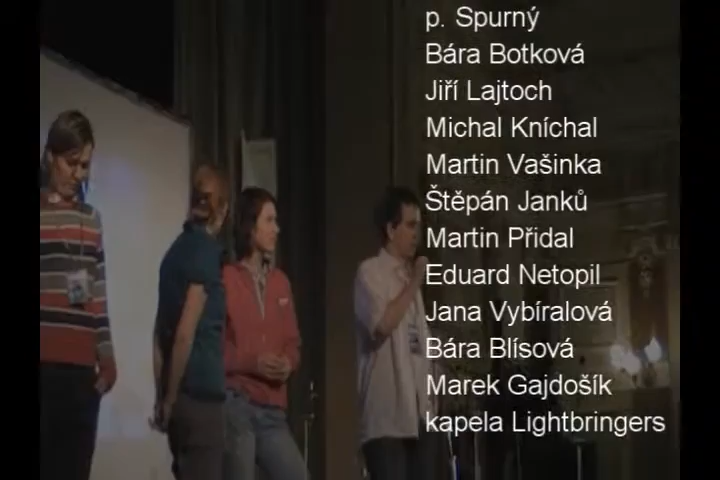 p. Spurný
Bára Botková
Jiří Lajtoch
Michal Kníchal
Martin Vašinka
Štěpán Janků
Martin Přidal
Eduard Netopil
Jana Vybíralová
Bára Blísová
Marek Gajdošík
kapela Lightbringers